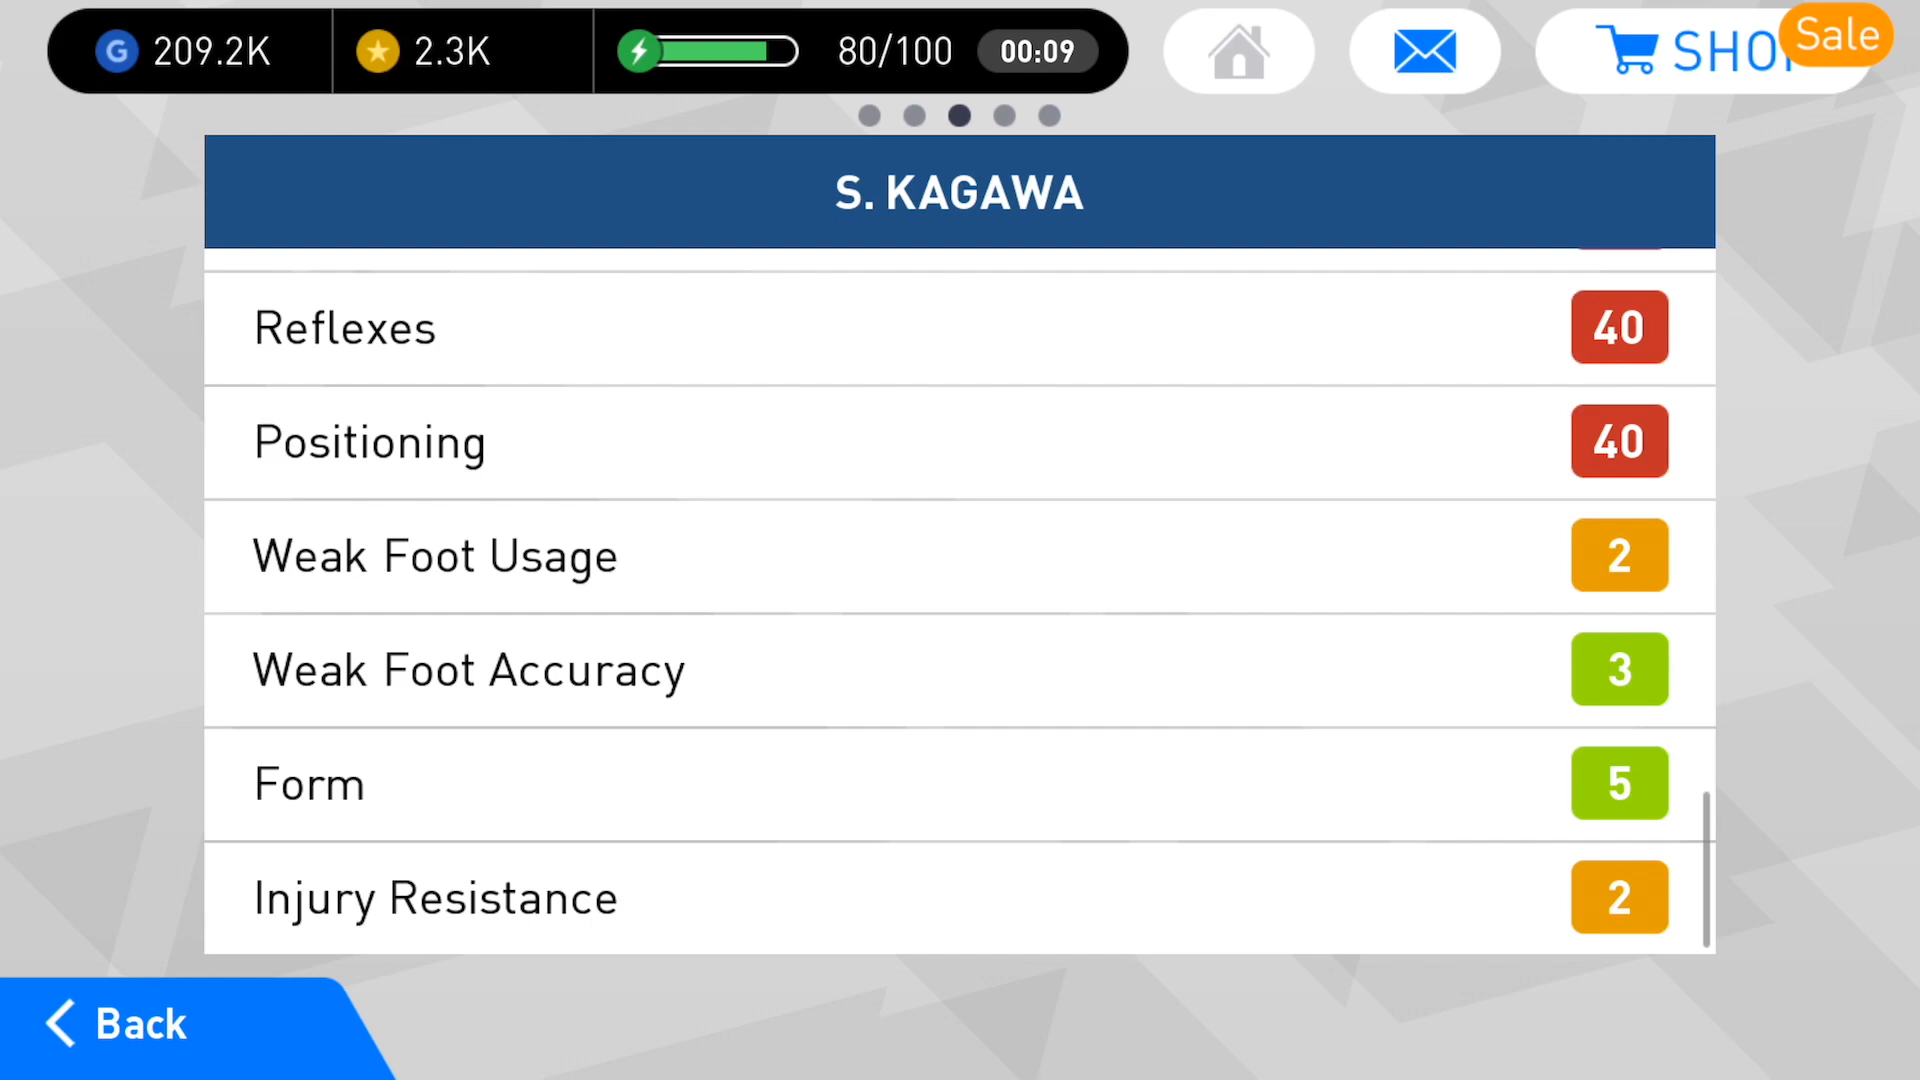 G 209.2K 2.3K 80/100 00:09
Sale
S. KAGAWA
Reflexes 40
Positioning 40
Weak Foot Usage 2
Weak Foot Accuracy 3
Form 5
Injury Resistance 2
Back